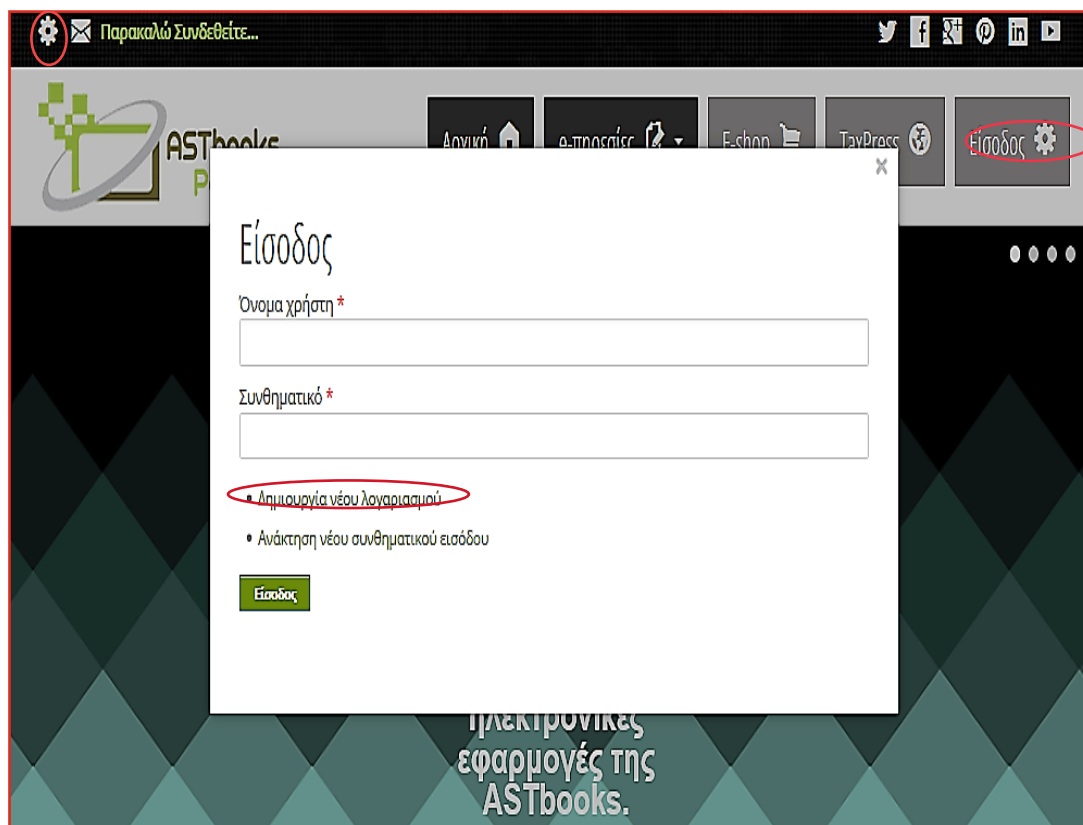 Παρακαλώ Συνδεθείτε...
ASTbooks
Αρχική
e-πηρεσίες
E-shop
TaxPress
Είσοδος
×
Είσοδος
Όνομα χρήστη *
Συνθηματικό *
• Δημιουργία νέου λογαριασμού
• Ανάκτηση νέου συνθηματικού εισόδου
Είσοδος
ηλεκτρονικές
εφαρμογές της
ASTbooks.